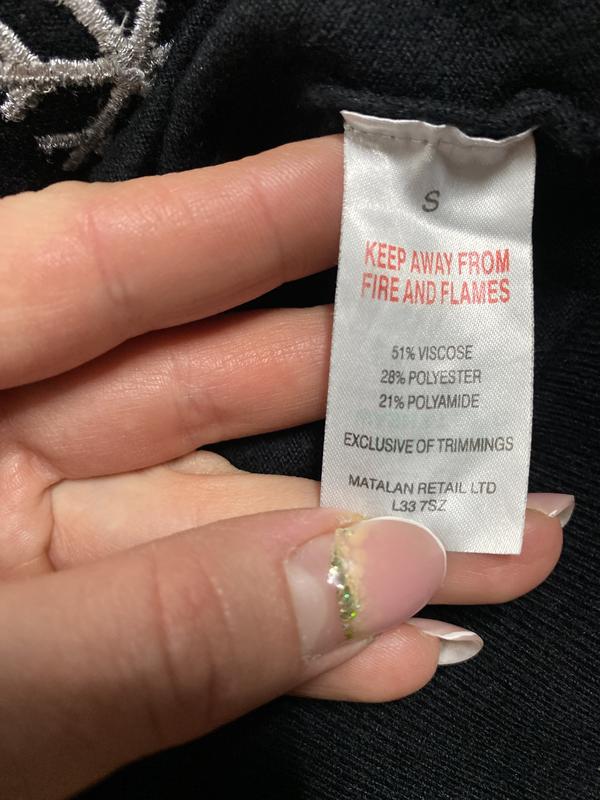 S
KEEP AWAY FROM
FIRE AND FLAMES
51% VISCOSE
28% POLYESTER
21% POLYAMIDE
EXCLUSIVE OF TRIMMINGS
MATALAN RETAIL LTD
L33 7SZ